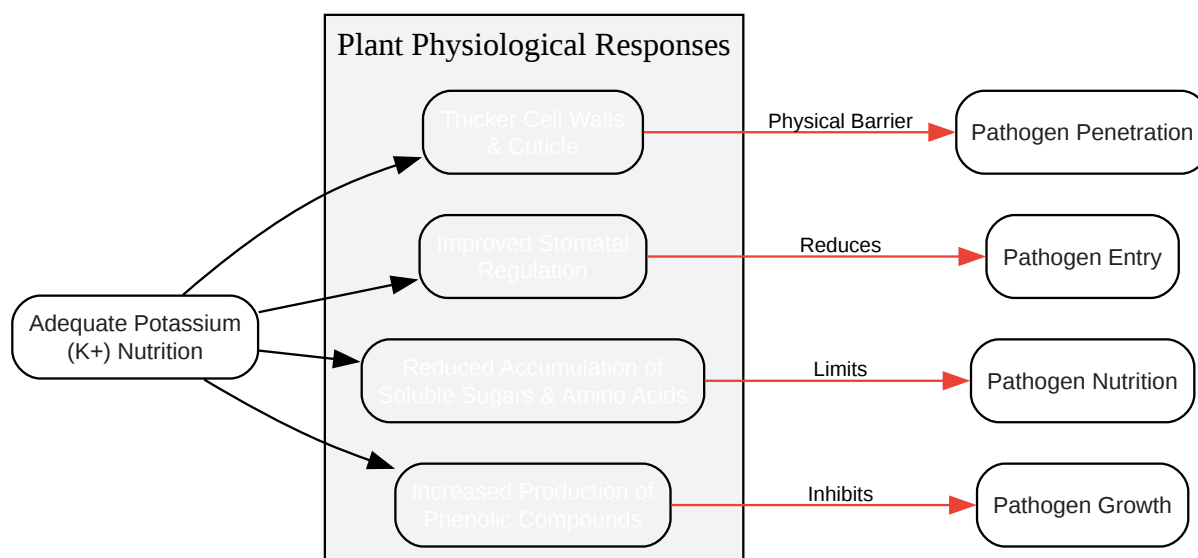 Plant Physiological Responses
Thicker Cell Walls
& Cuticle
Physical Barrier
Pathogen Penetration
Improved Stomatal
Regulation
Reduces
Pathogen Entry
Adequate Potassium
(K+) Nutrition
Reduced Accumulation of
Soluble Sugars & Amino Acids
Limits
Pathogen Nutrition
Increased Production of
Phenolic Compounds
Inhibits
Pathogen Growth